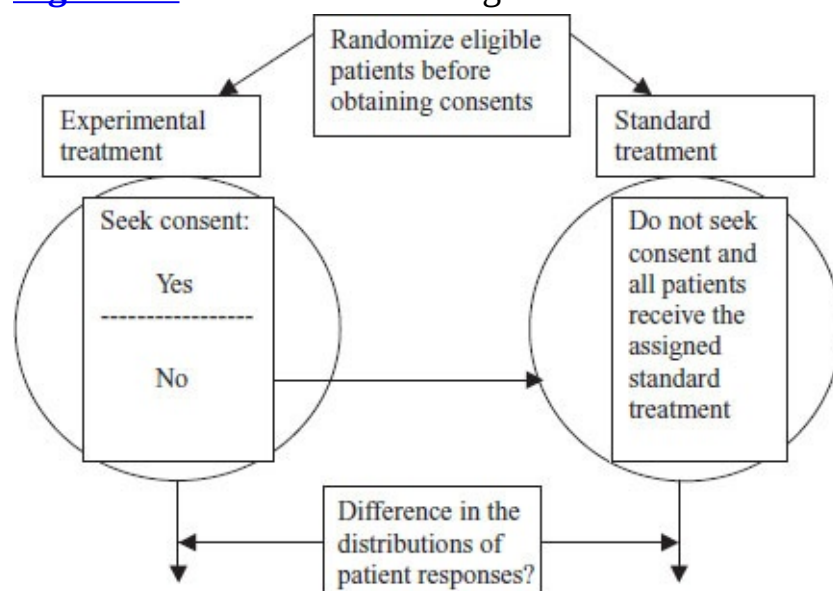 Randomize eligible
patients before
obtaining consents
Experimental
treatment
Standard
treatment
Seek consent:
Yes
No
Do not seek
consent and
all patients
receive the
assigned
standard
treatment
Difference in the
distributions of
patient responses?